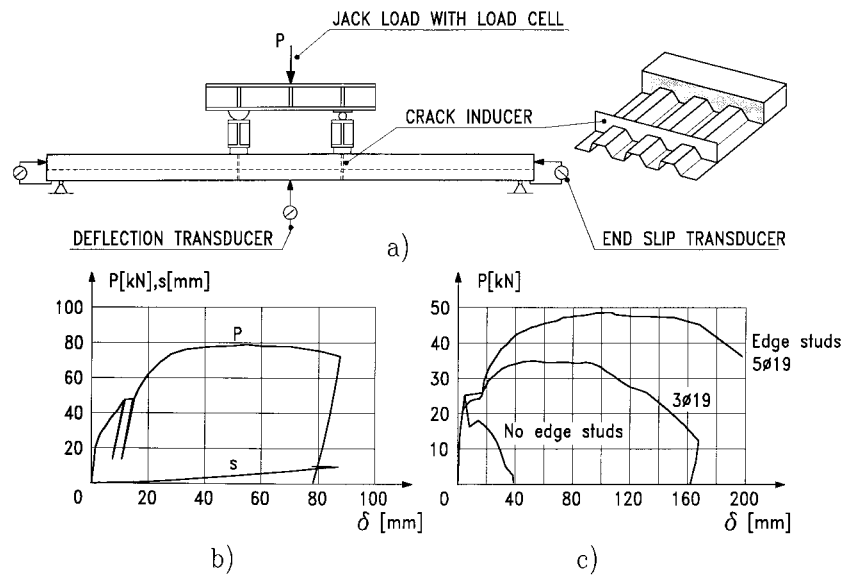 JACK LOAD WITH LOAD CELL
P
CRACK INDUCER
DEFLECTION TRANSDUCER
END SLIP TRANSDUCER
a)
P[kN],s[mm]
100
80
60
40
20
0
P
s
0 20 40 60 80 100
δ [mm]
b)
P[kN]
50
40
30
20
10
Edge studs
5ø19
3ø19
No edge studs
0 40 80 120 160 200
δ [mm]
c)